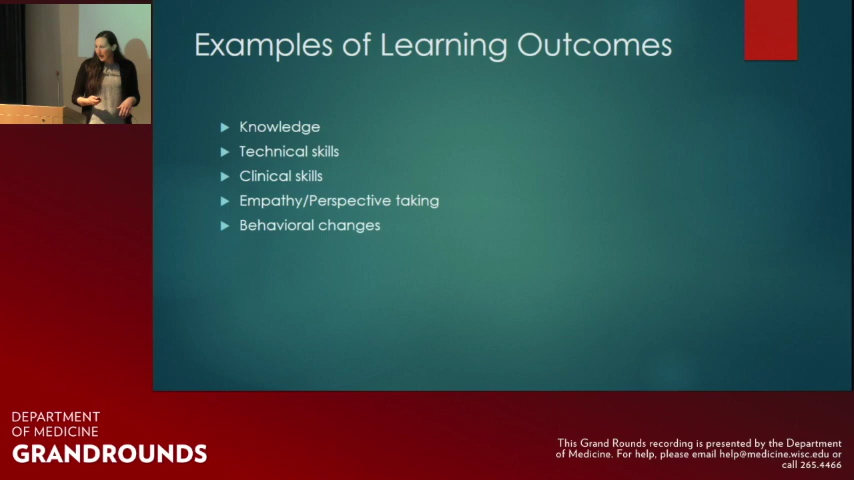 Examples of Learning Outcomes
Knowledge
Technical skills
Clinical skills
Empathy/Perspective taking
Behavioral changes
DEPARTMENT
OF MEDICINE
GRANDROUNDS
This Grand Rounds recording is presented by the Department
of Medicine. For help, please email help@medicine.wisc.edu or
call 265.4466